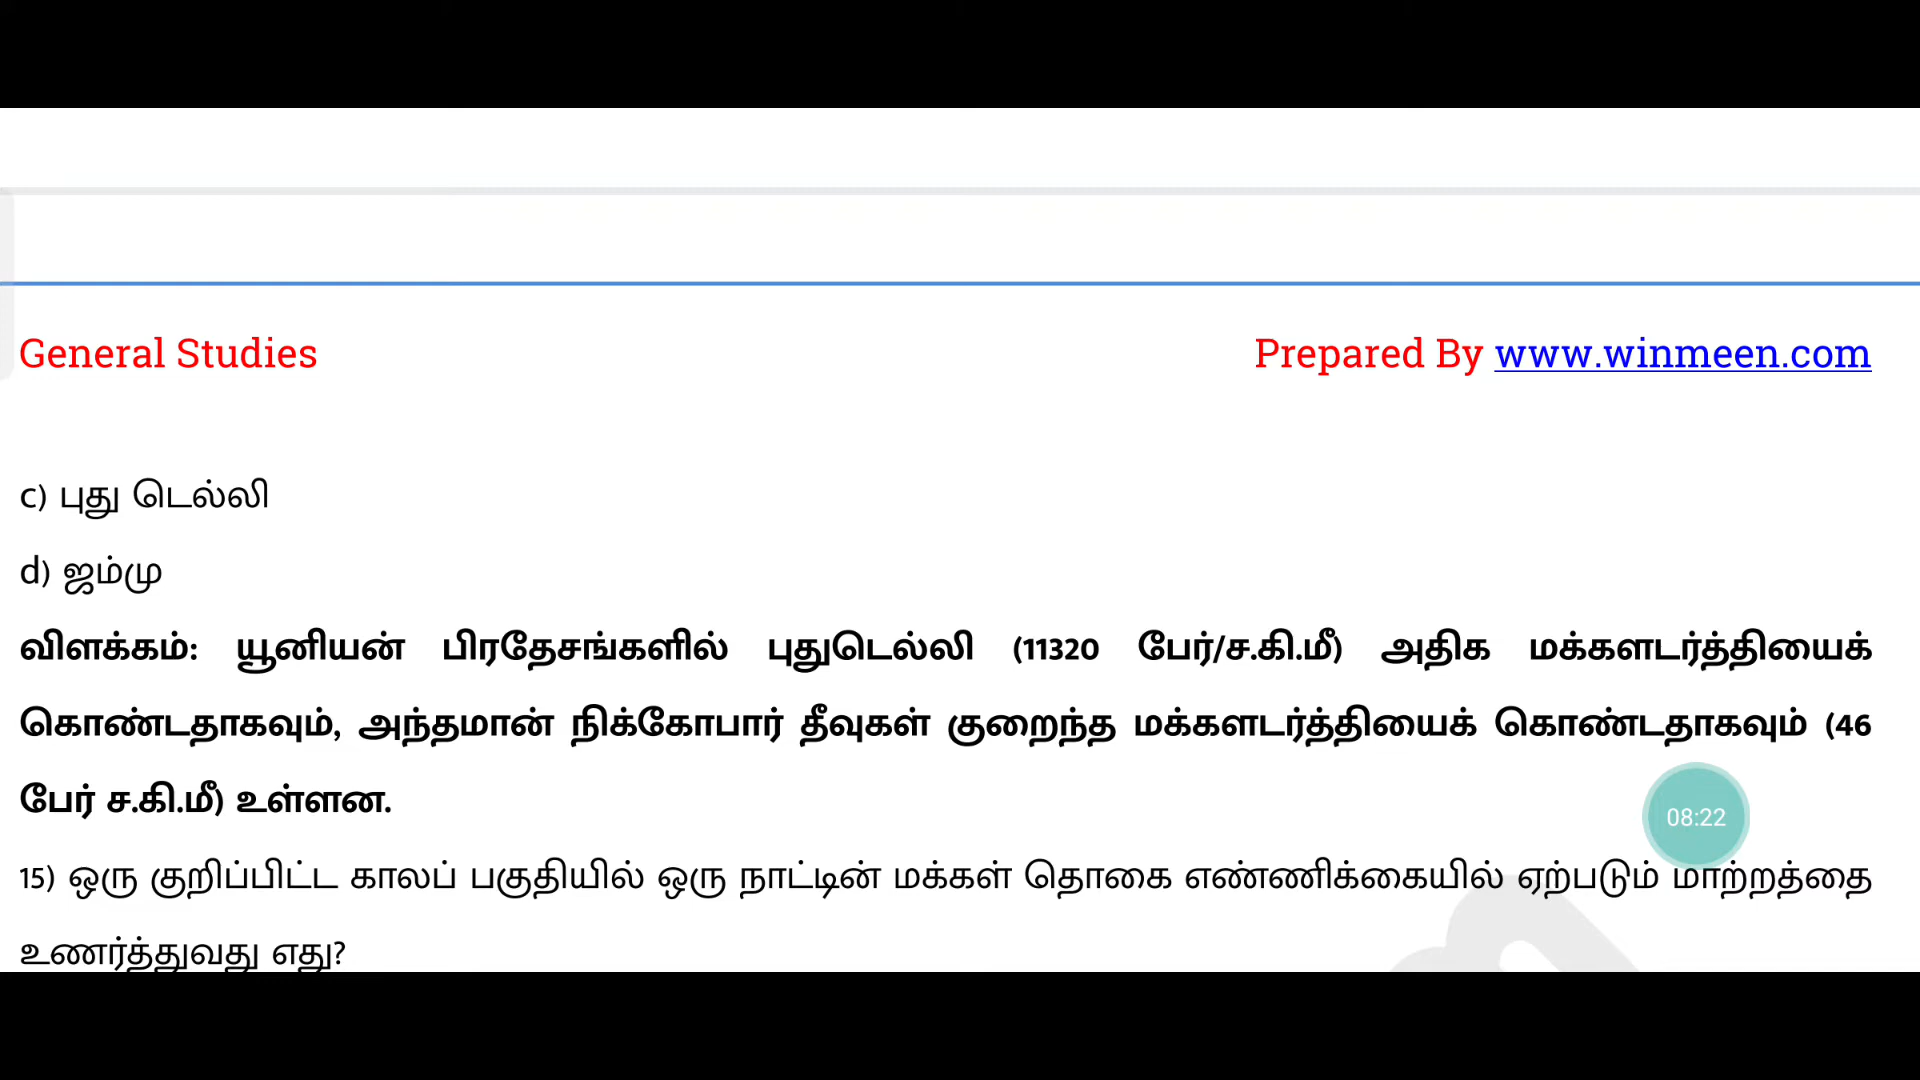 General Studies Prepared By www.winmeen.com
c) புது டெல்லி
d) ஜம்மு
விளக்கம்: யூனியன் பிரதேசங்களில் புதுடெல்லி (11320 பேர்/ச.கி.மீ) அதிக மக்களடர்த்தியைக்
கொண்டதாகவும், அந்தமான் நிக்கோபார் தீவுகள் குறைந்த மக்களடர்த்தியைக் கொண்டதாகவும் (46
பேர் ச.கி.மீ) உள்ளன.
08:22
15) ஒரு குறிப்பிட்ட காலப் பகுதியில் ஒரு நாட்டின் மக்கள் தொகை எண்ணிக்கையில் ஏற்படும் மாற்றத்தை
உணர்த்துவது எது?